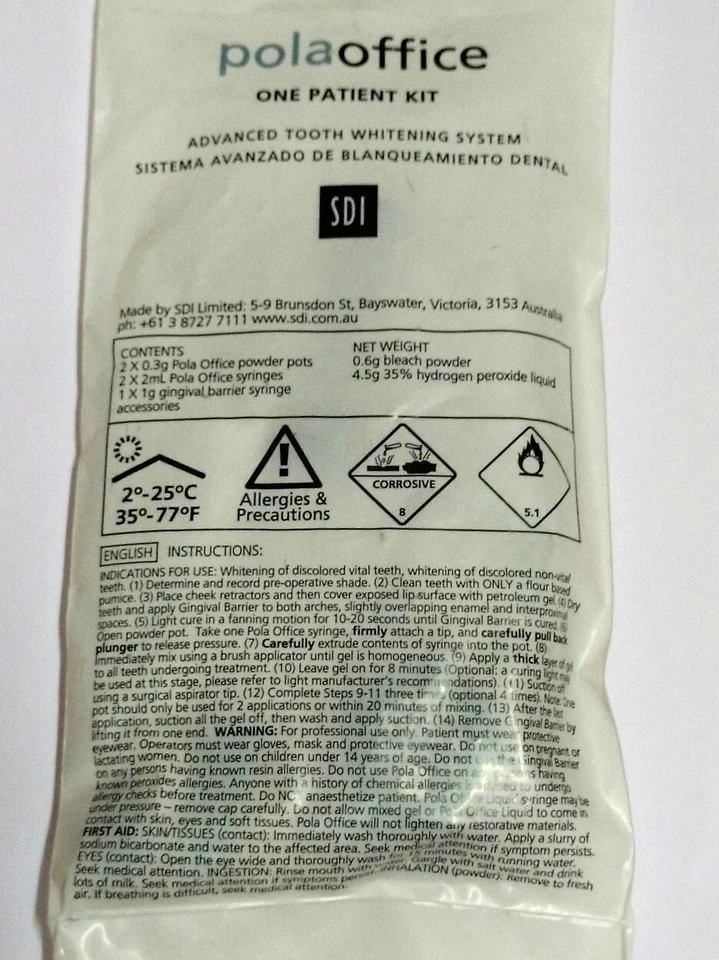 polaoffice
ONE PATIENT KIT
ADVANCED TOOTH WHITENING SYSTEM
SISTEMA AVANZADO DE BLANQUEAMIENTO DENTAL
SDI
Made by SDI Limited: 5-9 Brunsdon St, Bayswater, Victoria, 3153 Australia
ph: +61 3 8727 7111 www.sdi.com.au
CONTENTS
2 X 0.3g Pola Office powder pots
2 X 2mL Pola Office syringes
1 X 1g gingival barrier syringe
accessories
NET WEIGHT
0.6g bleach powder
4.5g 35% hydrogen peroxide liquid
2º-25ºC
35º-77ºF
Allergies &
Precautions
CORROSIVE
8
5.1
ENGLISH INSTRUCTIONS:
INDICATIONS FOR USE: Whitening of discolored vital teeth, whitening of discolored non-vital
teeth. (1) Determine and record pre-operative shade. (2) Clean teeth with ONLY a flour based
pumice. (3) Place cheek retractors and then cover exposed lip surface with petroleum gel. (4) Dry
teeth and apply Gingival Barrier to both arches, slightly overlapping enamel and interproximal
spaces. (5) Light cure in a fanning motion for 10-20 seconds until Gingival Barrier is cured. (6)
Open powder pot. Take one Pola Office syringe, firmly attach a tip, and carefully pull back
plunger to release pressure. (7) Carefully extrude contents of syringe into the pot. (8)
Immediately mix using a brush applicator until gel is homogeneous. (9) Apply a thick layer of gel
to all teeth undergoing treatment. (10) Leave gel on for 8 minutes (Optional: a curing light may
be used at this stage, please refer to light manufacturer's recommendations). (11) Suction off
using a surgical aspirator tip. (12) Complete Steps 9-11 three times (optional 4 times). Note: One
pot should only be used for 2 applications or within 20 minutes of mixing. (13) After the last
application, suction all the gel off, then wash and apply suction. (14) Remove Gingival Barrier by
lifting it from one end. WARNING: For professional use only. Patient must wear protective
eyewear. Operators must wear gloves, mask and protective eyewear. Do not use on pregnant or
lactating women. Do not use on children under 14 years of age. Do not use the Gingival Barrier
on any persons having known resin allergies. Do not use Pola Office on having
known peroxides allergies. Anyone with a history of chemical allergies is advised to undergo
allergy checks before treatment. Do NOT anaesthetize patient. Pola Office Liquid syringe may be
under pressure – remove cap carefully. Do not allow mixed gel or Pola Office Liquid to come in
contact with skin, eyes and soft tissues. Pola Office will not lighten any restorative materials.
FIRST AID: SKIN/TISSUES (contact): Immediately wash thoroughly with water. Apply a slurry of
sodium bicarbonate and water to the affected area. Seek medical attention if symptom persists.
EYES (contact): Open the eye wide and thoroughly wash for 15 minutes with running water.
Seek medical attention. INGESTION: Rinse mouth with Gargle with salt water and drink
lots of milk. Seek medical attention if symptoms persist. INHALATION (powder): Remove to fresh
air. If breathing is difficult, seek medical attention.